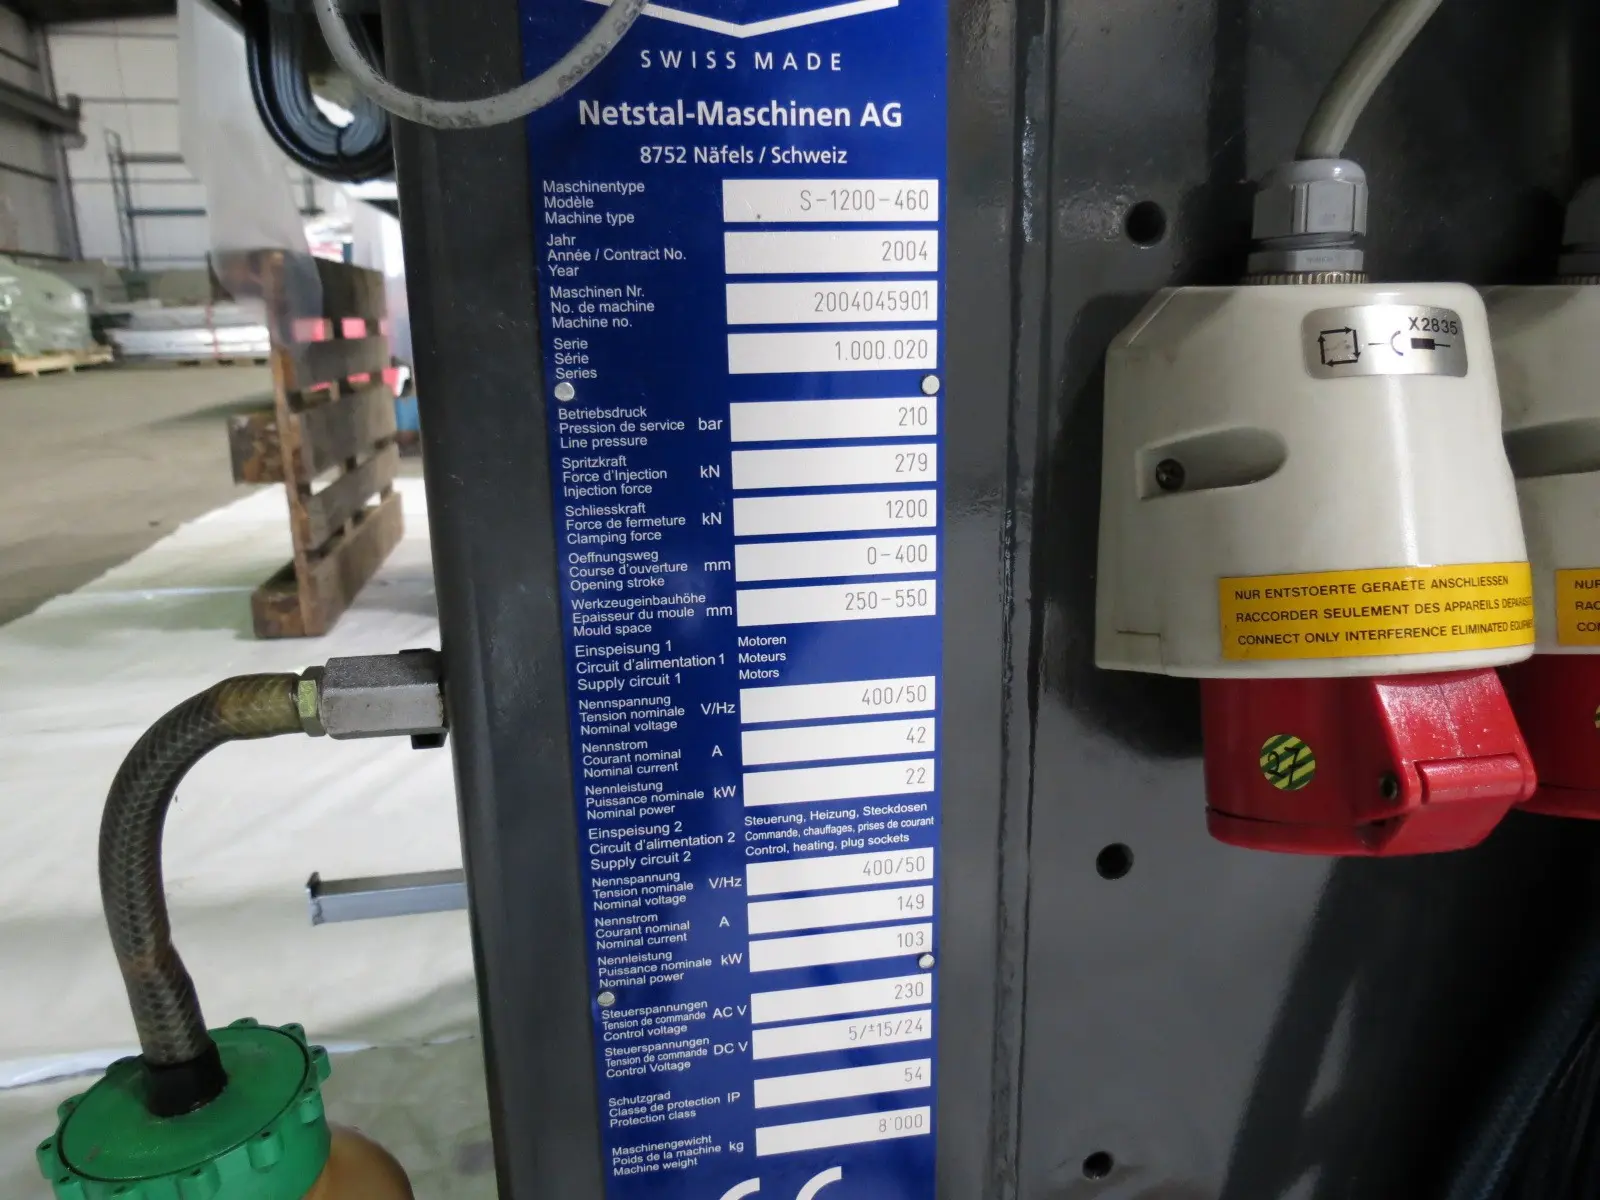 SWISS MADE
Netstal-Maschinen AG
8752 Näfels / Schweiz
Maschinentype
Modèle
Machine type
S-1200-460
Jahr
Année / Contract No.
Year
2004
Maschinen Nr.
No. de machine
Machine no.
2004045901
Serie
Série
Series
1.000.020
Betriebsdruck
Pression de service bar
Line pressure
210
Spritzkraft
Force d'Injection kN
Injection force
279
Schliesskraft
Force de fermeture kN
Clamping force
1200
Oeffnungsweg
Course d'ouverture mm
Opening stroke
0-400
Werkzeugeinbauhöhe
Epaisseur du moule mm
Mould space
250-550
Einspeisung 1 Motoren
Circuit d'alimentation 1 Moteurs
Supply circuit 1 Motors
Nennspannung
Tension nominale V/Hz
Nominal voltage
400/50
Nennstrom
Courant nominal A
Nominal current
42
Nennleistung
Puissance nominale kW
Nominal power
22
Einspeisung 2 Steuerung, Heizung, Steckdosen
Circuit d'alimentation 2 Commande, chauffages, prises de courant
Supply circuit 2 Control, heating, plug sockets
Nennspannung
Tension nominale V/Hz
Nominal voltage
400/50
Nennstrom
Courant nominal A
Nominal current
149
Nennleistung
Puissance nominale kW
Nominal power
103
Steuerspannungen
Tension de commande AC V
Control voltage
230
Steuerspannungen
Tension de commande DC V
Control Voltage
5/±15/24
Schutzgrad
Classe de protection IP
Protection class
54
Maschinengewicht
Poids de la machine kg
Machine weight
8'000
CE
X2835
NUR ENTSTOERTE GERAETE ANSCHLIESSEN
RACCORDER SEULEMENT DES APPAREILS
CONNECT ONLY INTERFERENCE ELIMINATED
27
NUR